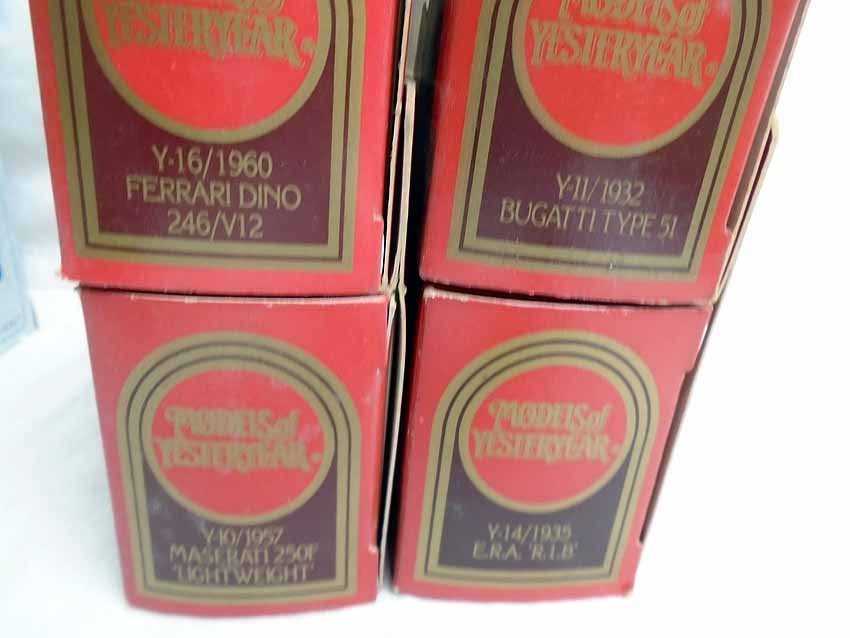 MODELS of
YESTERYEAR
Y-16/1960
FERRARI DINO
246/V12
MODELS of
YESTERYEAR
Y-11/1932
BUGATTI TYPE 51
MODELS of
YESTERYEAR
Y-10/1957
MASERATI 250F
'LIGHTWEIGHT'
MODELS of
YESTERYEAR
Y-14/1935
E.R.A. 'R.I.B'